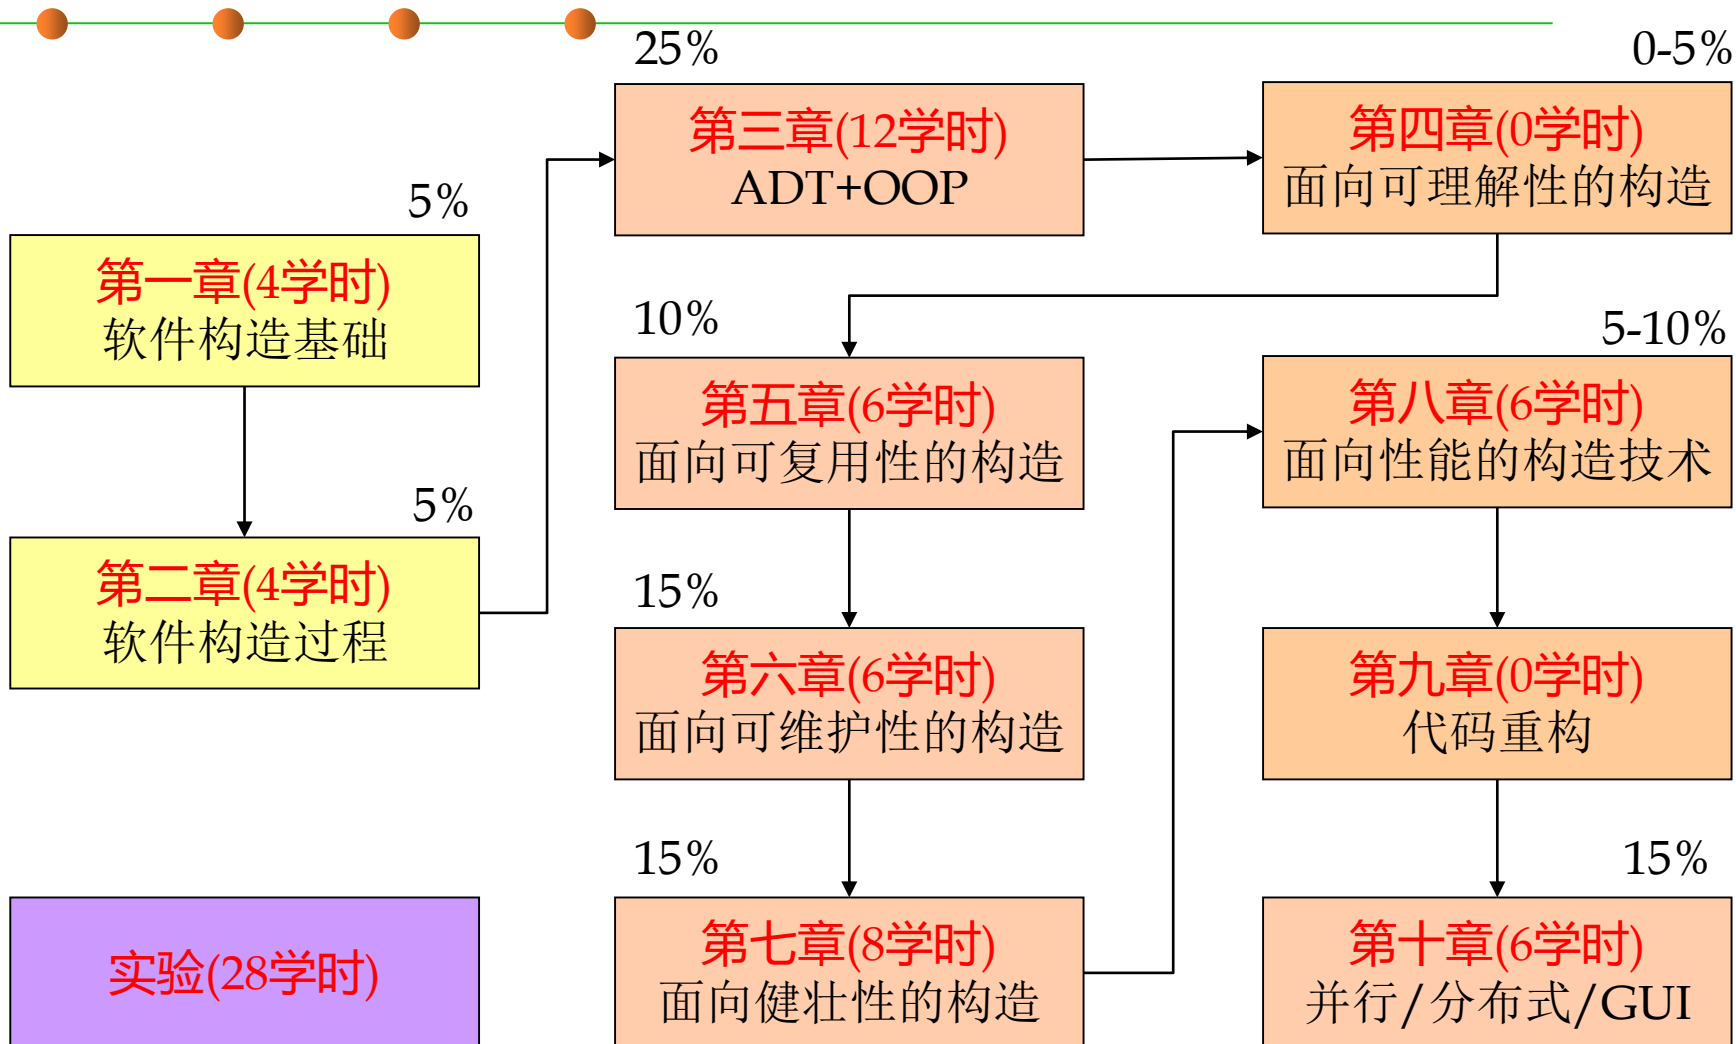 5%
第一章(4学时)
软件构造基础
5%
第二章(4学时)
软件构造过程
25%
第三章(12学时)
ADT+OOP
0-5%
第四章(0学时)
面向可理解性的构造
10%
第五章(6学时)
面向可复用性的构造
15%
第六章(6学时)
面向可维护性的构造
15%
第七章(8学时)
面向健壮性的构造
5-10%
第八章(6学时)
面向性能的构造技术
第九章(0学时)
代码重构
15%
第十章(6学时)
并行/分布式/GUI
实验(28学时)